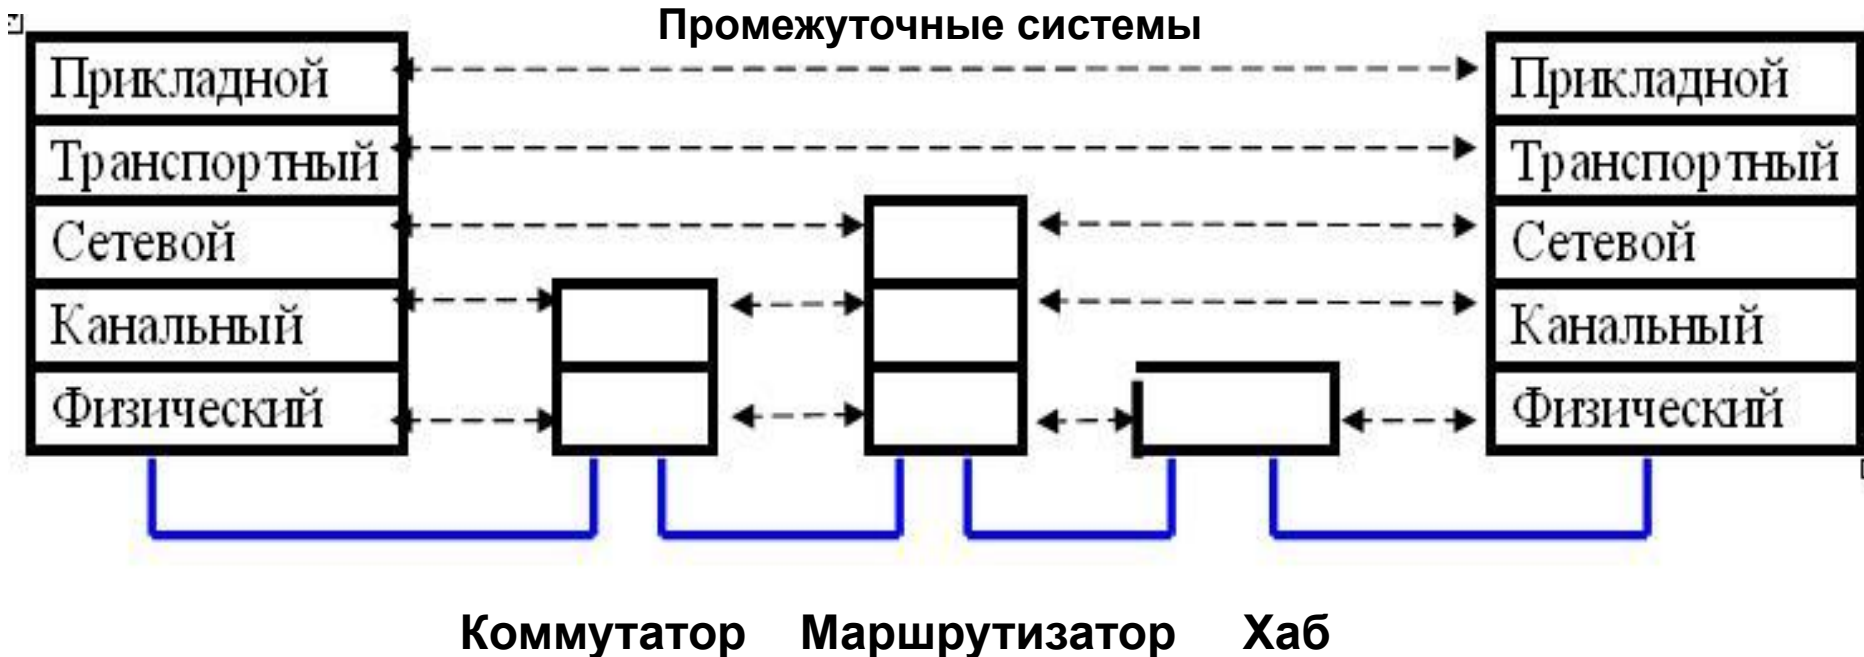 Промежуточные системы
Прикладной
Транспортный
Сетевой
Канальный
Физический
Прикладной
Транспортный
Сетевой
Канальный
Физический
Коммутатор Маршрутизатор Хаб